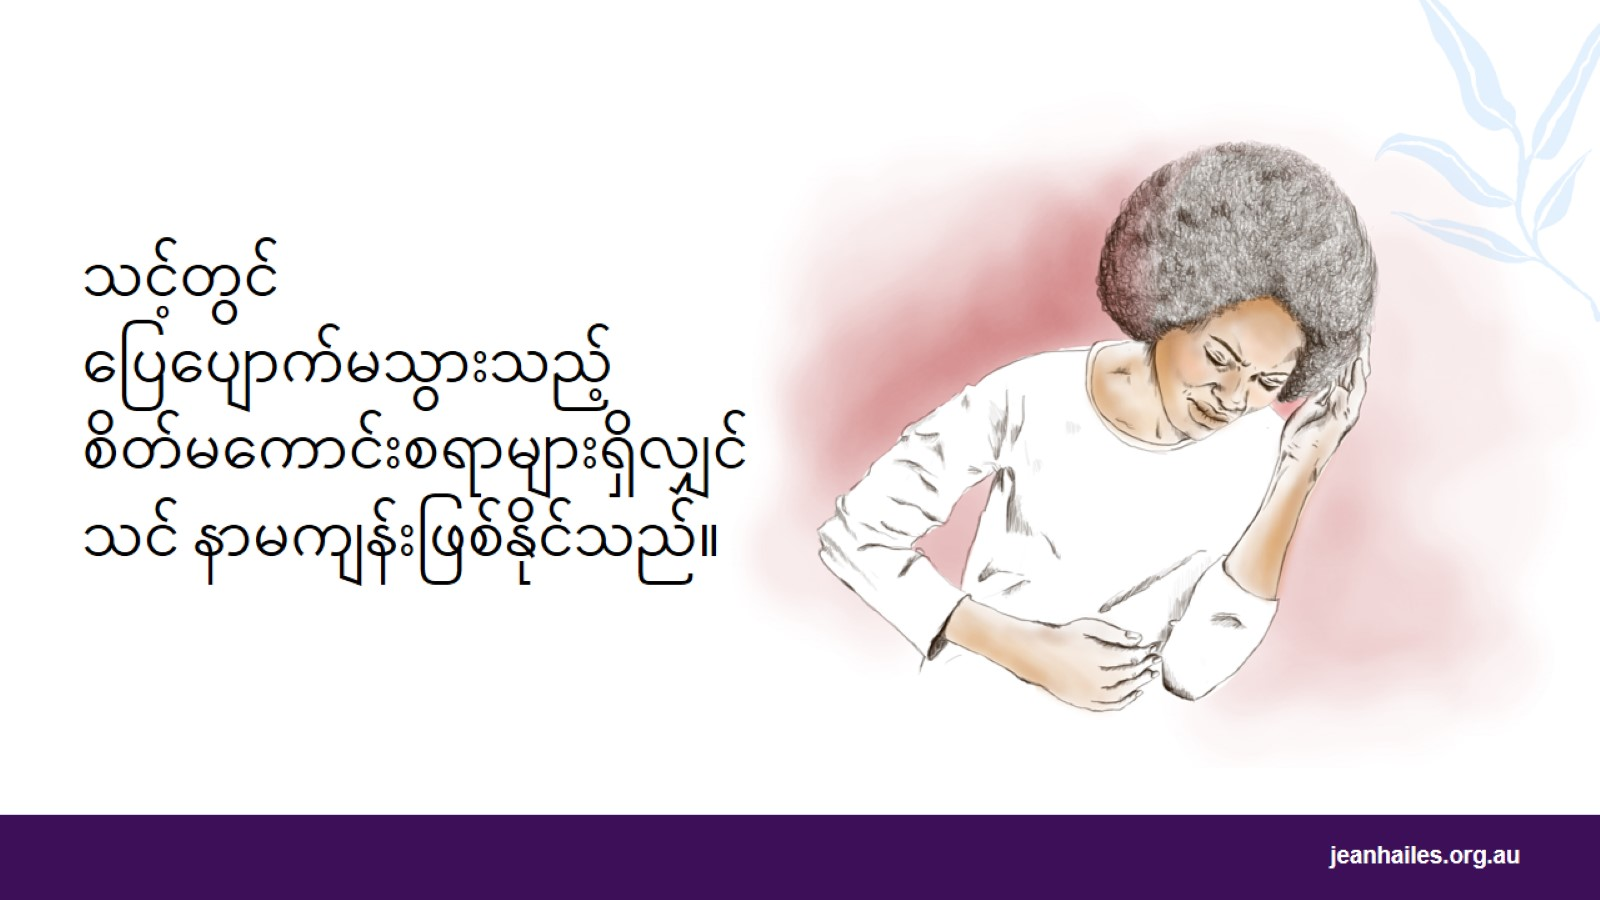 သင့်တွင်
ပြေပျောက်မသွားသည့်
စိတ်မကောင်းစရာများရှိလျှင်
သင် နာမကျန်းဖြစ်နိုင်သည်။
jeanhailes.org.au